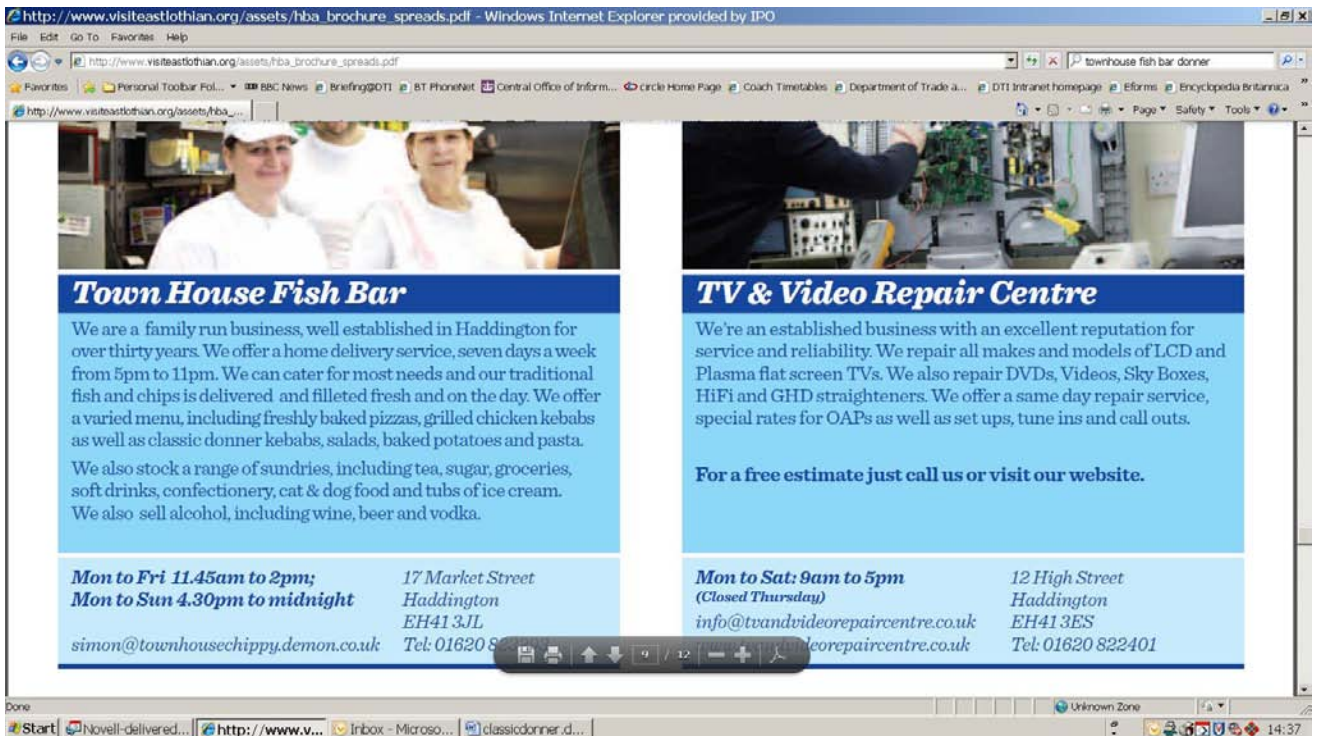 http://www.visiteastlothian.org/assets/hba_brochure_spreads.pdf - Windows Internet Explorer provided by IPO
File Edit Go To Favorites Help
http://www.visiteastlothian.org/assets/hba_brochure_spreads.pdf
townhouse fish bar donner
Favorites Personal Toolbar Fol... BBC News Briefing@DTI BT PhoneNet Central Office of Inform... circle Home Page Coach Timetables Department of Trade a... DTI Intranet homepage Eforms Encyclopedia Britannica
http://www.visiteastlothian.org/assets/hba_...
Page Safety Tools
Town House Fish Bar
We are a family run business, well established in Haddington for
over thirty years. We offer a home delivery service, seven days a week
from 5pm to 11pm. We can cater for most needs and our traditional
fish and chips is delivered and filleted fresh and on the day. We offer
a varied menu, including freshly baked pizzas, grilled chicken kebabs
as well as classic donner kebabs, salads, baked potatoes and pasta.
We also stock a range of sundries, including tea, sugar, groceries,
soft drinks, confectionery, cat & dog food and tubs of ice cream.
We also sell alcohol, including wine, beer and vodka.
Mon to Fri 11.45am to 2pm;
Mon to Sun 4.30pm to midnight
simon@townhousechippy.demon.co.uk
17 Market Street
Haddington
EH41 3JL
Tel: 01620
TV & Video Repair Centre
We're an established business with an excellent reputation for
service and reliability. We repair all makes and models of LCD and
Plasma flat screen TVs. We also repair DVDs, Videos, Sky Boxes,
HiFi and GHD straighteners. We offer a same day repair service,
special rates for OAPs as well as set ups, tune ins and call outs.
For a free estimate just call us or visit our website.
Mon to Sat: 9am to 5pm
(Closed Thursday)
info@tvandvideorepaircentre.co.uk
12 High Street
Haddington
EH41 3ES
Tel: 01620 822401
9 / 12
Done
Unknown Zone
Start Novell-delivered... http://www.v... Inbox - Microso... classicdonner.d... 14:37